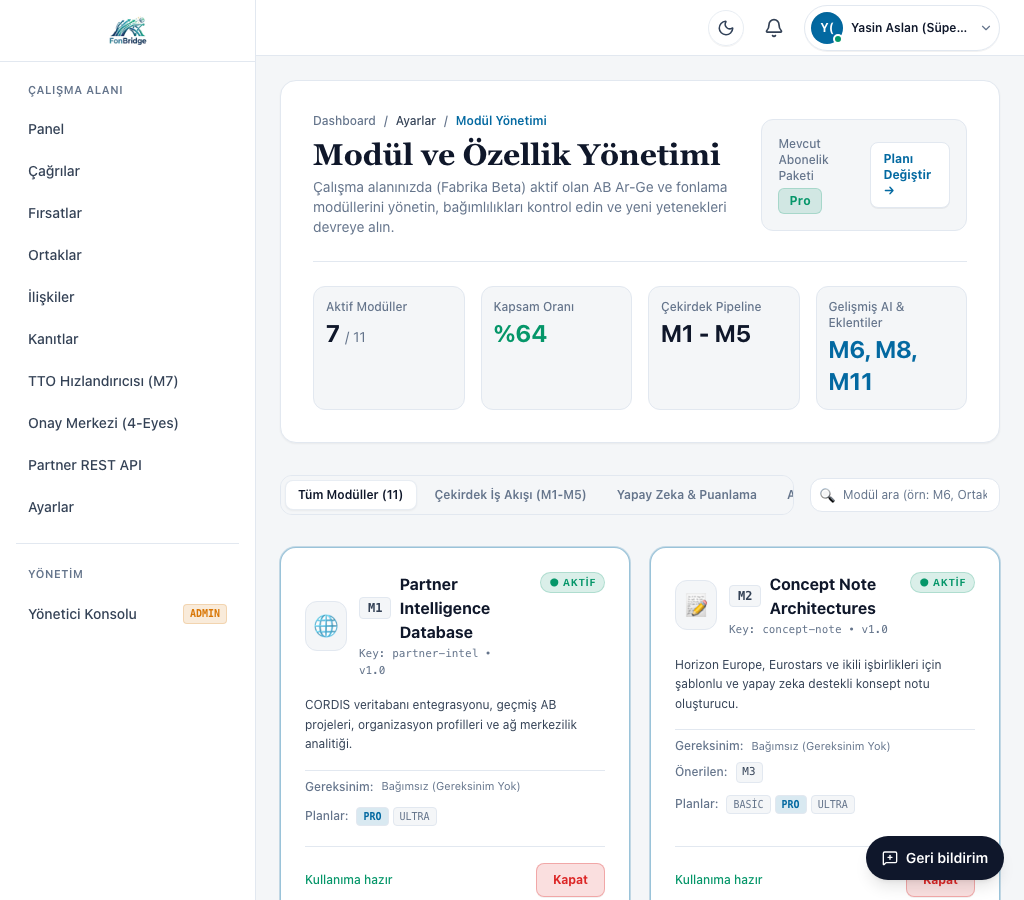 FonBridge
Y(
Yasin Aslan (Süpe...
ÇALIŞMA ALANI
Panel
Çağrılar
Fırsatlar
Ortaklar
İlişkiler
Kanıtlar
TTO Hızlandırıcısı (M7)
Onay Merkezi (4-Eyes)
Partner REST API
Ayarlar
YÖNETİM
Yönetici Konsolu
ADMIN
Dashboard / Ayarlar / Modül Yönetimi
Modül ve Özellik Yönetimi
Çalışma alanınızda (Fabrika Beta) aktif olan AB Ar-Ge ve fonlama
modüllerini yönetin, bağımlılıkları kontrol edin ve yeni yetenekleri
devreye alın.
Mevcut
Abonelik
Paketi
Pro
Planı
Değiştir
→
Aktif Modüller
7 / 11
Kapsam Oranı
%64
Çekirdek Pipeline
M1 - M5
Gelişmiş AI &
Eklentiler
M6, M8,
M11
Tüm Modüller (11)
Çekirdek İş Akışı (M1-M5)
Yapay Zeka & Puanlama
Modül ara (örn: M6, Ortak
M1
Partner
Intelligence
Database
AKTİF
Key: partner-intel •
v1.0
CORDIS veritabanı entegrasyonu, geçmiş AB
projeleri, organizasyon profilleri ve ağ merkezilik
analitiği.
Gereksinim: Bağımsız (Gereksinim Yok)
Planlar: PRO ULTRA
Kullanıma hazır
Kapat
M2
Concept Note
Architectures
AKTİF
Key: concept-note • v1.0
Horizon Europe, Eurostars ve ikili işbirlikleri için
şablonlu ve yapay zeka destekli konsept notu
oluşturucu.
Gereksinim: Bağımsız (Gereksinim Yok)
Önerilen: M3
Planlar: BASİC PRO ULTRA
Kullanıma hazır
Kapat
Geri bildirim